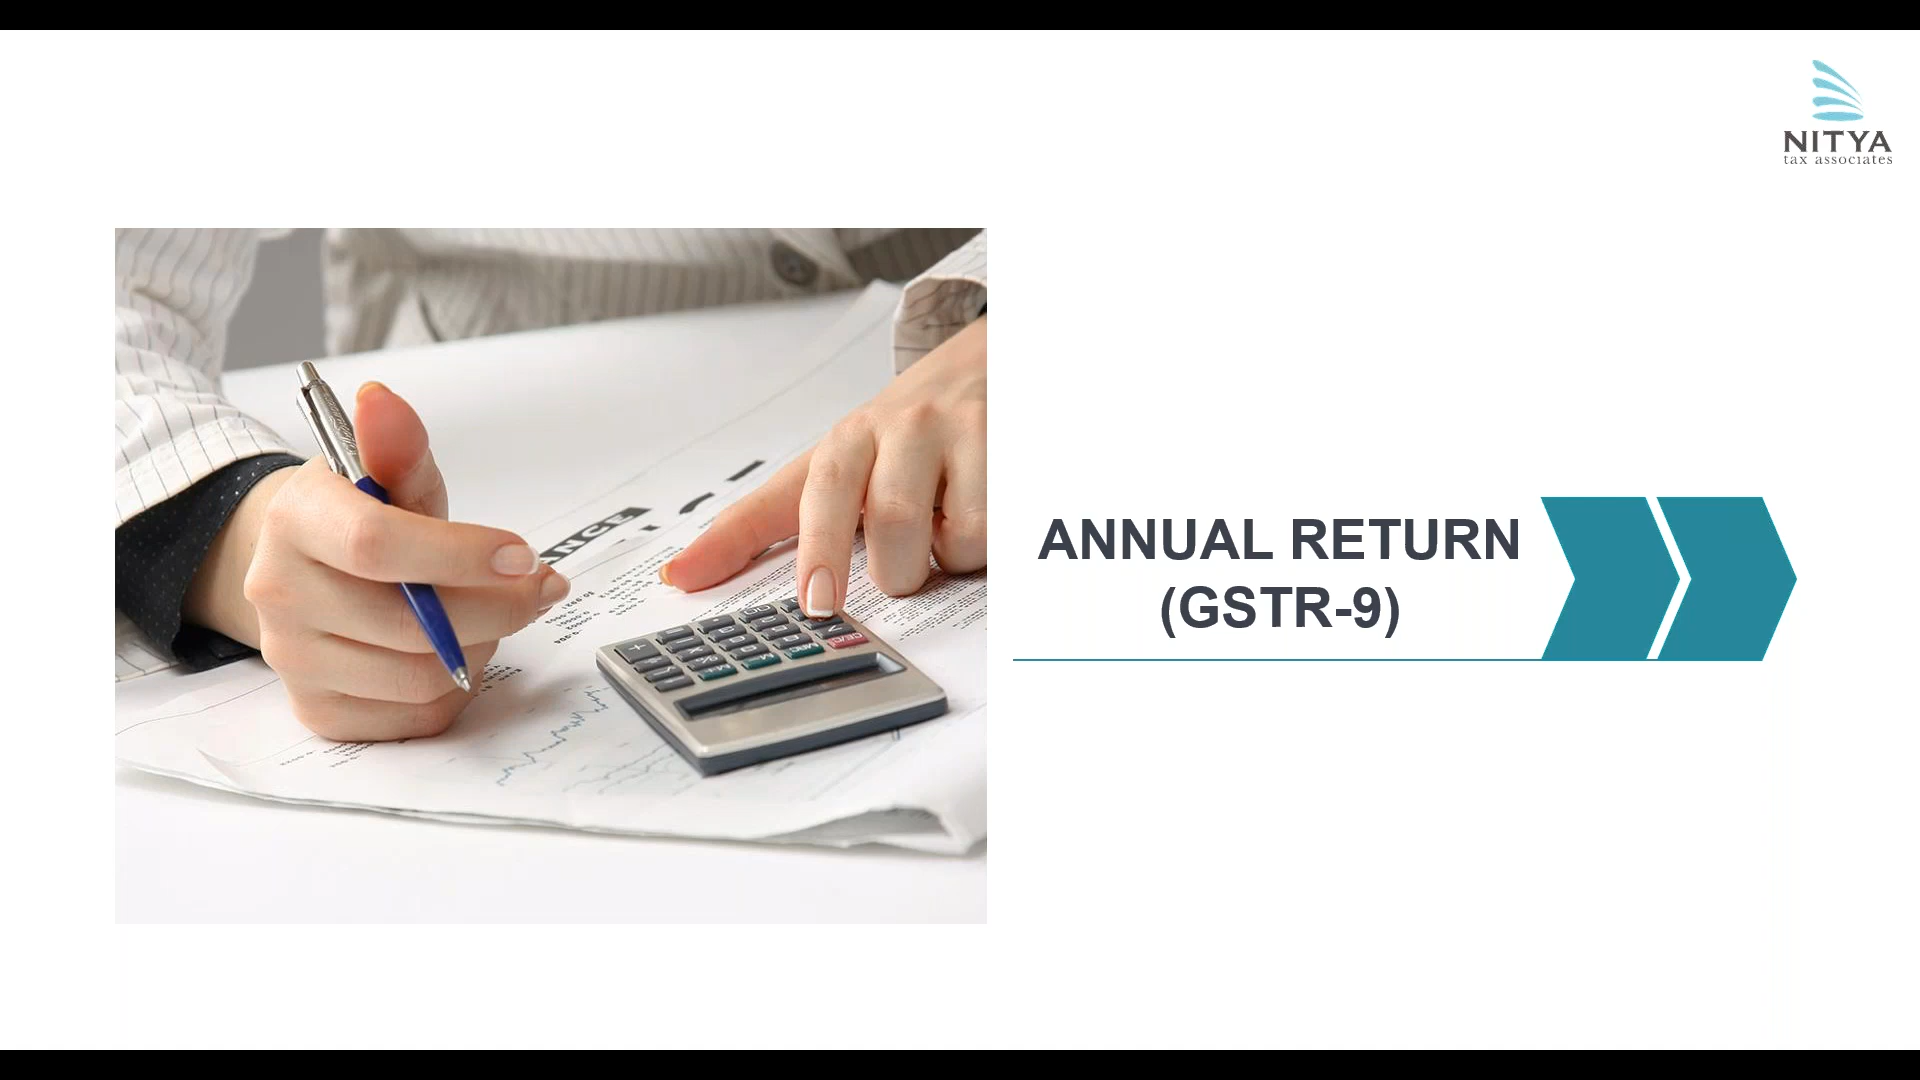 NITYA
tax associates
ANNUAL RETURN
(GSTR-9)